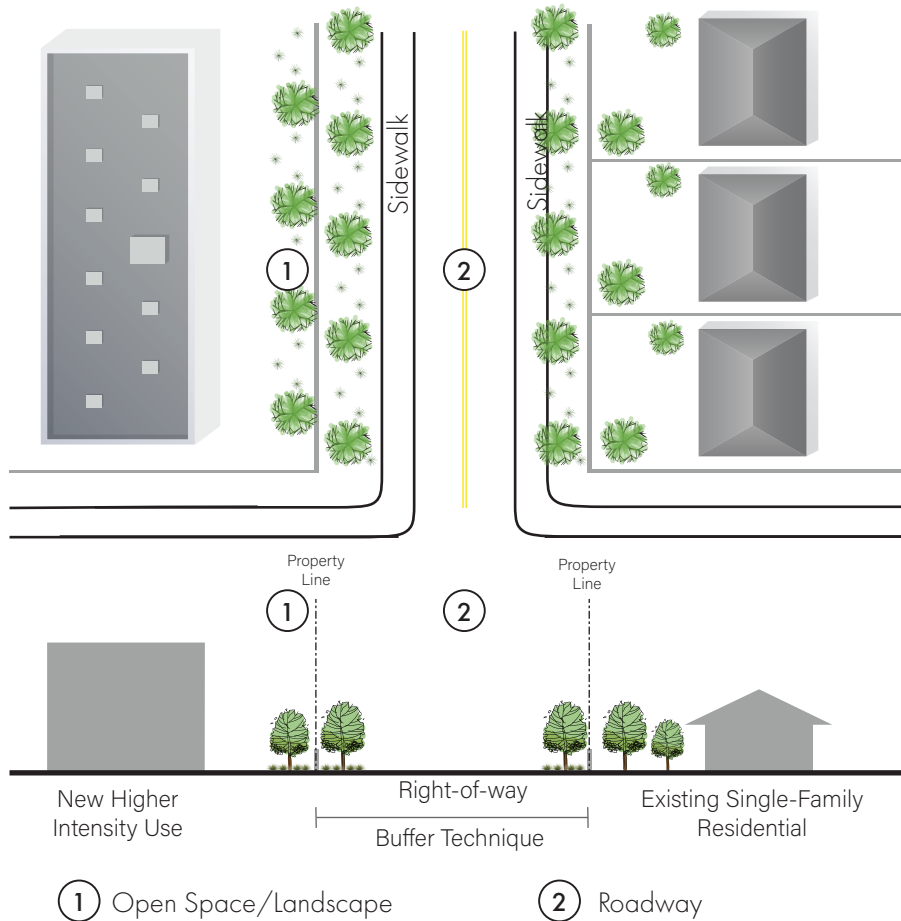 Sidewalk
Sidewalk
1
2
Property
Line
Property
Line
1
2
New Higher
Intensity Use
Right-of-way
Buffer Technique
Existing Single-Family
Residential
1 Open Space/Landscape
2 Roadway